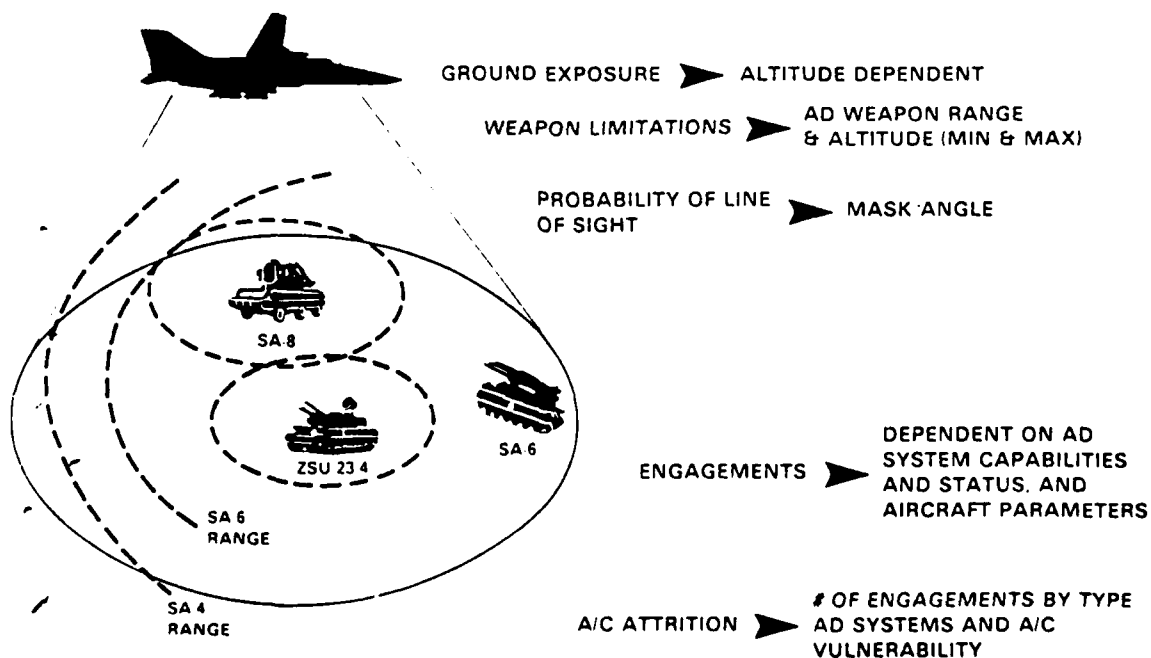 GROUND EXPOSURE ALTITUDE DEPENDENT
WEAPON LIMITATIONS AD WEAPON RANGE
& ALTITUDE (MIN & MAX)
PROBABILITY OF LINE
OF SIGHT
MASK ANGLE
SA-8
SA-6
ZSU 23 4
SA 6
RANGE
SA 4
RANGE
ENGAGEMENTS
DEPENDENT ON AD
SYSTEM CAPABILITIES
AND STATUS, AND
AIRCRAFT PARAMETERS
A/C ATTRITION
# OF ENGAGEMENTS BY TYPE
AD SYSTEMS AND A/C
VULNERABILITY